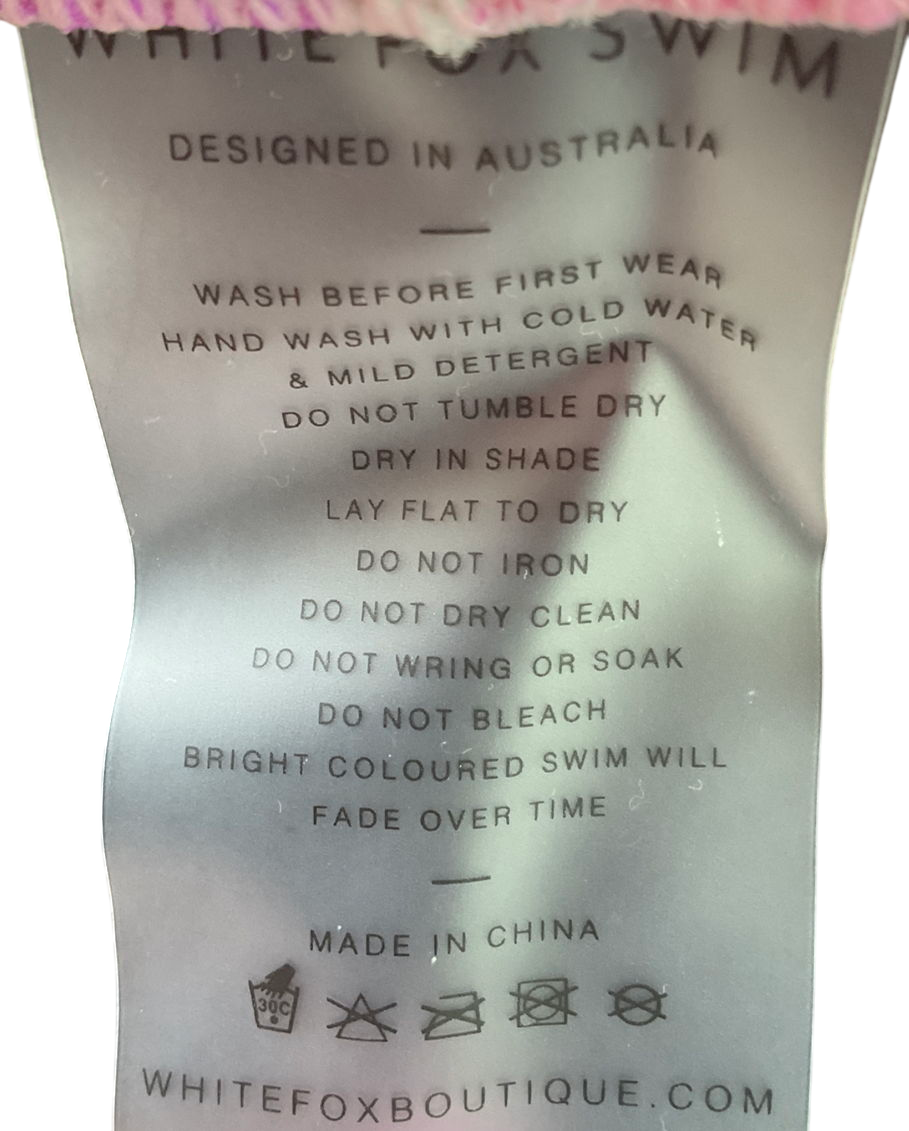 WHITE FOX SWIM
DESIGNED IN AUSTRALIA
WASH BEFORE FIRST WEAR
HAND WASH WITH COLD WATER
& MILD DETERGENT
DO NOT TUMBLE DRY
DRY IN SHADE
LAY FLAT TO DRY
DO NOT IRON
DO NOT DRY CLEAN
DO NOT WRING OR SOAK
DO NOT BLEACH
BRIGHT COLOURED SWIM WILL
FADE OVER TIME
MADE IN CHINA
30C
WHITEFOXBOUTIQUE.COM